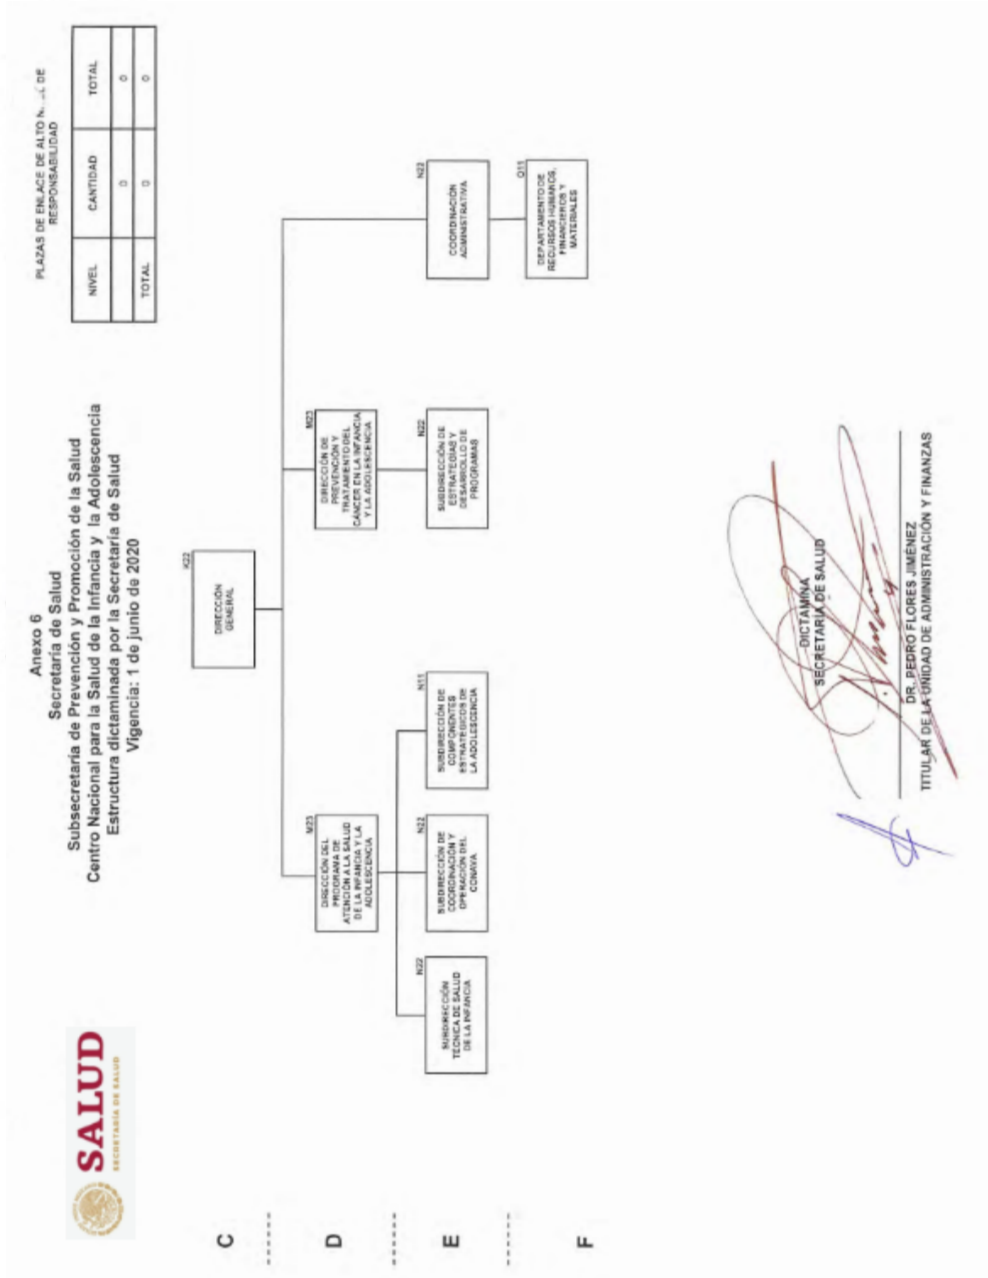 SALUD
SECRETARÍA DE SALUD
Anexo 6
Secretaría de Salud
Subsecretaría de Prevención y Promoción de la Salud
Centro Nacional para la Salud de la Infancia y la Adolescencia
Estructura dictaminada por la Secretaría de Salud
Vigencia: 1 de junio de 2020
PLAZAS DE ENLACE DE ALTO DE
RESPONSABILIDAD
NIVEL CANTIDAD TOTAL
0 0
TOTAL 0 0
C
K22
DIRECCIÓN
GENERAL
D
M23
DIRECCIÓN DEL
PROGRAMA DE
ATENCIÓN A LA SALUD
DE LA INFANCIA Y LA
ADOLESCENCIA
M23
DIRECCIÓN DE
PREVENCIÓN Y
TRATAMIENTO DEL
CÁNCER EN LA INFANCIA
Y LA ADOLESCENCIA
E
N22
SUBDIRECCIÓN
TÉCNICA DE SALUD
DE LA INFANCIA
N22
SUBDIRECCIÓN DE
COORDINACIÓN Y
OPERACIÓN DEL
CONAVA
N11
SUBDIRECCIÓN DE
COMPONENTES
ESTRATÉGICOS DE
LA ADOLESCENCIA
N22
SUBDIRECCIÓN DE
ESTRATEGIAS Y
DESARROLLO DE
PROGRAMAS
N22
COORDINACIÓN
ADMINISTRATIVA
F
O11
DEPARTAMENTO DE
RECURSOS HUMANOS,
FINANCIEROS Y
MATERIALES
DICTAMINA
SECRETARÍA DE SALUD
DR. PEDRO FLORES JIMÉNEZ
TITULAR DE LA UNIDAD DE ADMINISTRACIÓN Y FINANZAS